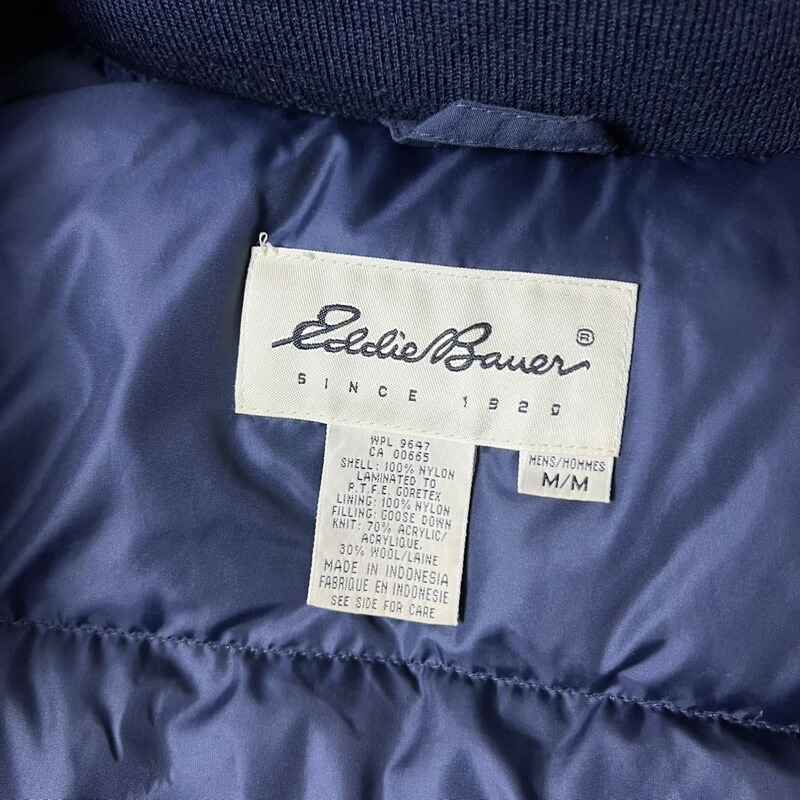 Eddie Bauer ®
SINCE 1920
WPL 9647
CA 00665
SHELL: 100% NYLON
LAMINATED TO
P.T.F.E. GORETEX
LINING: 100% NYLON
FILLING: GOOSE DOWN
KNIT: 70% ACRYLIC/
ACRYLIQUE,
30% WOOL/LAINE
MADE IN INDONESIA
FABRIQUE EN INDONESIE
SEE SIDE FOR CARE
MENS/HOMMES
M/M